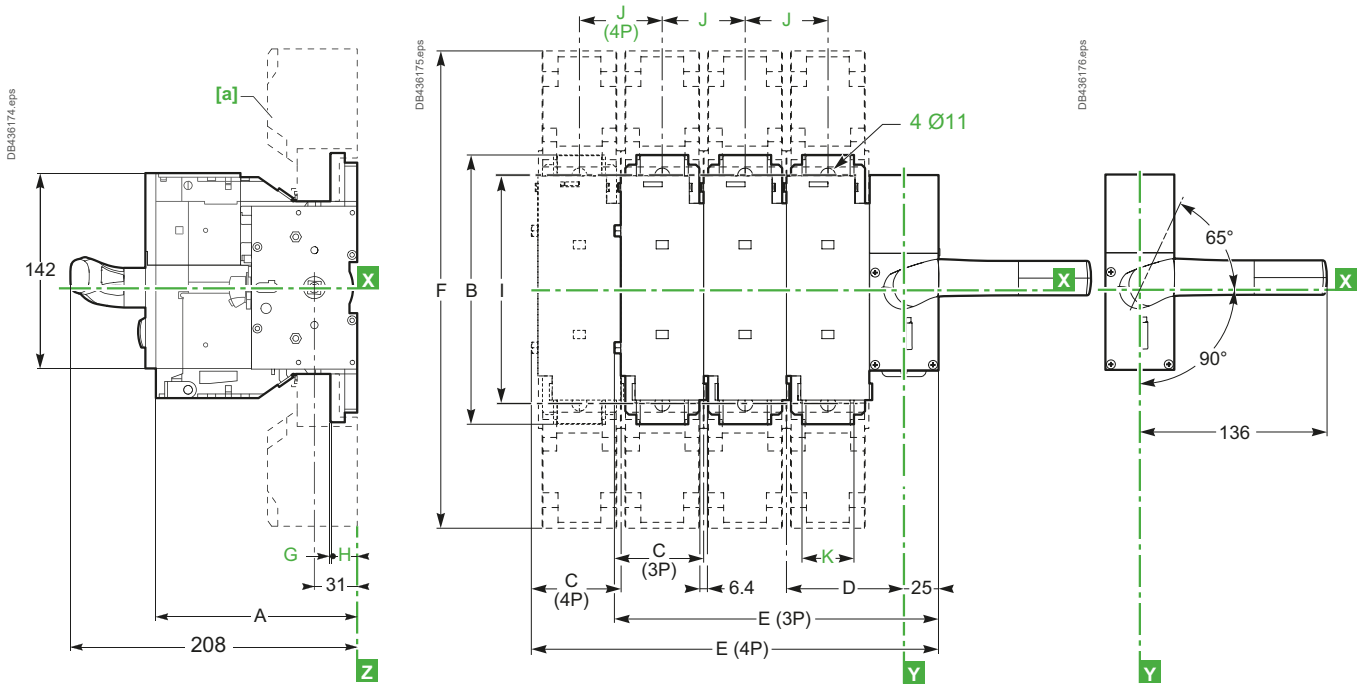 DB436174.eps
[a]
142
X
G
H
31
A
208
Z
DB436175.eps
J
(4P)
J
J
4 Ø11
F
B
I
X
C
(3P)
C
(4P)
6.4
K
D
25
E (3P)
E (4P)
Y
DB436176.eps
65°
X
90°
136
Y